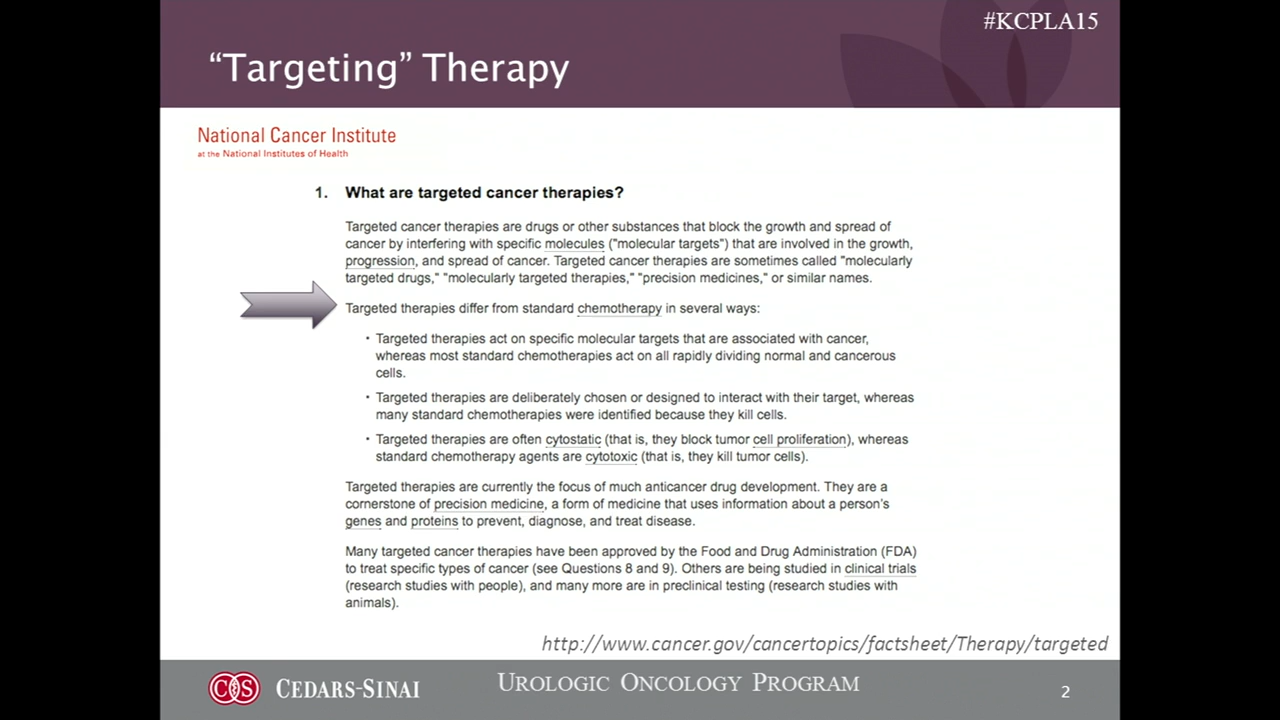 #KCPLA15
“Targeting” Therapy
National Cancer Institute
at the National Institutes of Health
1. What are targeted cancer therapies?
Targeted cancer therapies are drugs or other substances that block the growth and spread of
cancer by interfering with specific molecules ("molecular targets") that are involved in the growth,
progression, and spread of cancer. Targeted cancer therapies are sometimes called "molecularly
targeted drugs," "molecularly targeted therapies," "precision medicines," or similar names.
Targeted therapies differ from standard chemotherapy in several ways:
• Targeted therapies act on specific molecular targets that are associated with cancer,
whereas most standard chemotherapies act on all rapidly dividing normal and cancerous
cells.
• Targeted therapies are deliberately chosen or designed to interact with their target, whereas
many standard chemotherapies were identified because they kill cells.
• Targeted therapies are often cytostatic (that is, they block tumor cell proliferation), whereas
standard chemotherapy agents are cytotoxic (that is, they kill tumor cells).
Targeted therapies are currently the focus of much anticancer drug development. They are a
cornerstone of precision medicine, a form of medicine that uses information about a person's
genes and proteins to prevent, diagnose, and treat disease.
Many targeted cancer therapies have been approved by the Food and Drug Administration (FDA)
to treat specific types of cancer (see Questions 8 and 9). Others are being studied in clinical trials
(research studies with people), and many more are in preclinical testing (research studies with
animals).
http://www.cancer.gov/cancertopics/factsheet/Therapy/targeted
CS CEDARS-SINAI
UROLOGIC ONCOLOGY PROGRAM
2